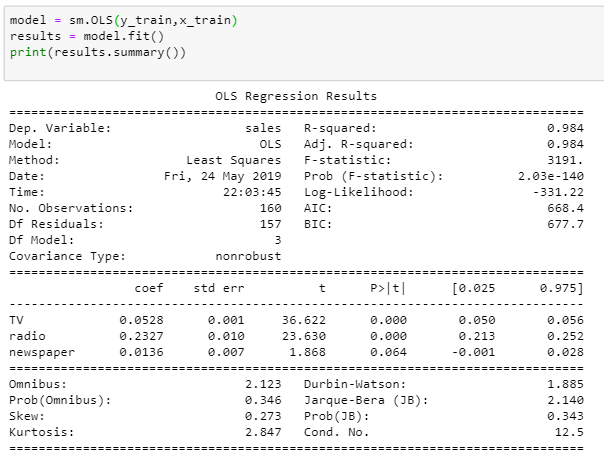 model = sm.OLS(y_train,x_train)
results = model.fit()
print(results.summary())
OLS Regression Results
==============================================================================
Dep. Variable:                  sales   R-squared:                       0.984
Model:                            OLS   Adj. R-squared:                  0.984
Method:                 Least Squares   F-statistic:                     3191.
Date:                Fri, 24 May 2019   Prob (F-statistic):          2.03e-140
Time:                        22:03:45   Log-Likelihood:                -331.22
No. Observations:                 160   AIC:                             668.4
Df Residuals:                     157   BIC:                             677.7
Df Model:                           3
Covariance Type:            nonrobust
==============================================================================
                 coef    std err          t      P>|t|      [0.025      0.975]
------------------------------------------------------------------------------
TV             0.0528      0.001     36.622      0.000       0.050       0.056
radio          0.2327      0.010     23.630      0.000       0.213       0.252
newspaper      0.0136      0.007      1.868      0.064      -0.001       0.028
==============================================================================
Omnibus:                        2.123   Durbin-Watson:                   1.885
Prob(Omnibus):                  0.346   Jarque-Bera (JB):                2.140
Skew:                           0.273   Prob(JB):                        0.343
Kurtosis:                       2.847   Cond. No.                         12.5
==============================================================================